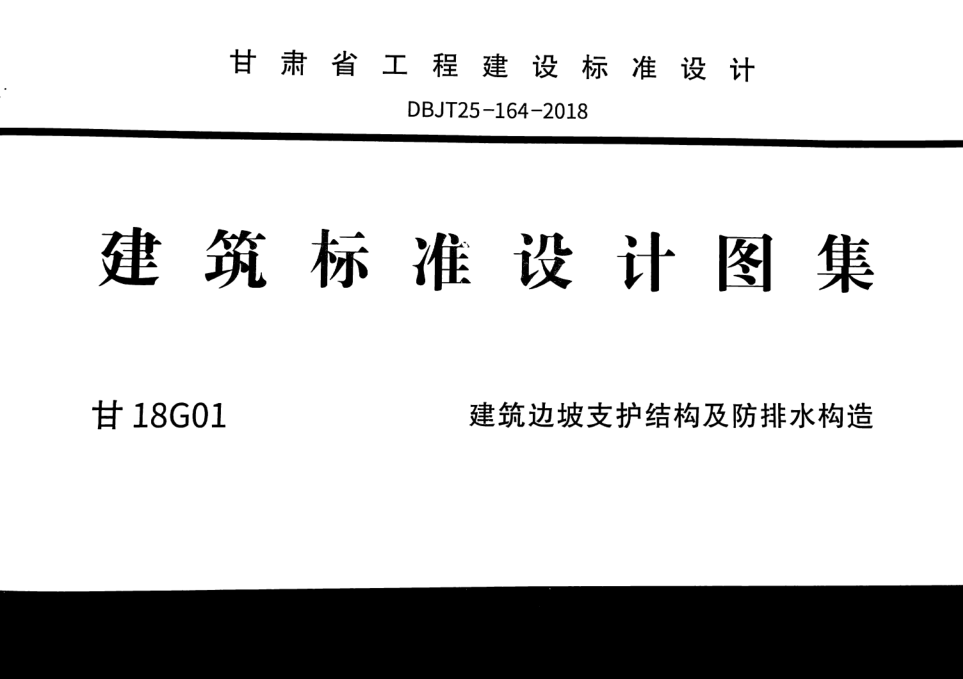 甘肃省工程建设标准设计
DBJT25-164-2018
建筑标准设计图集
甘 18G01
建筑边坡支护结构及防排水构造